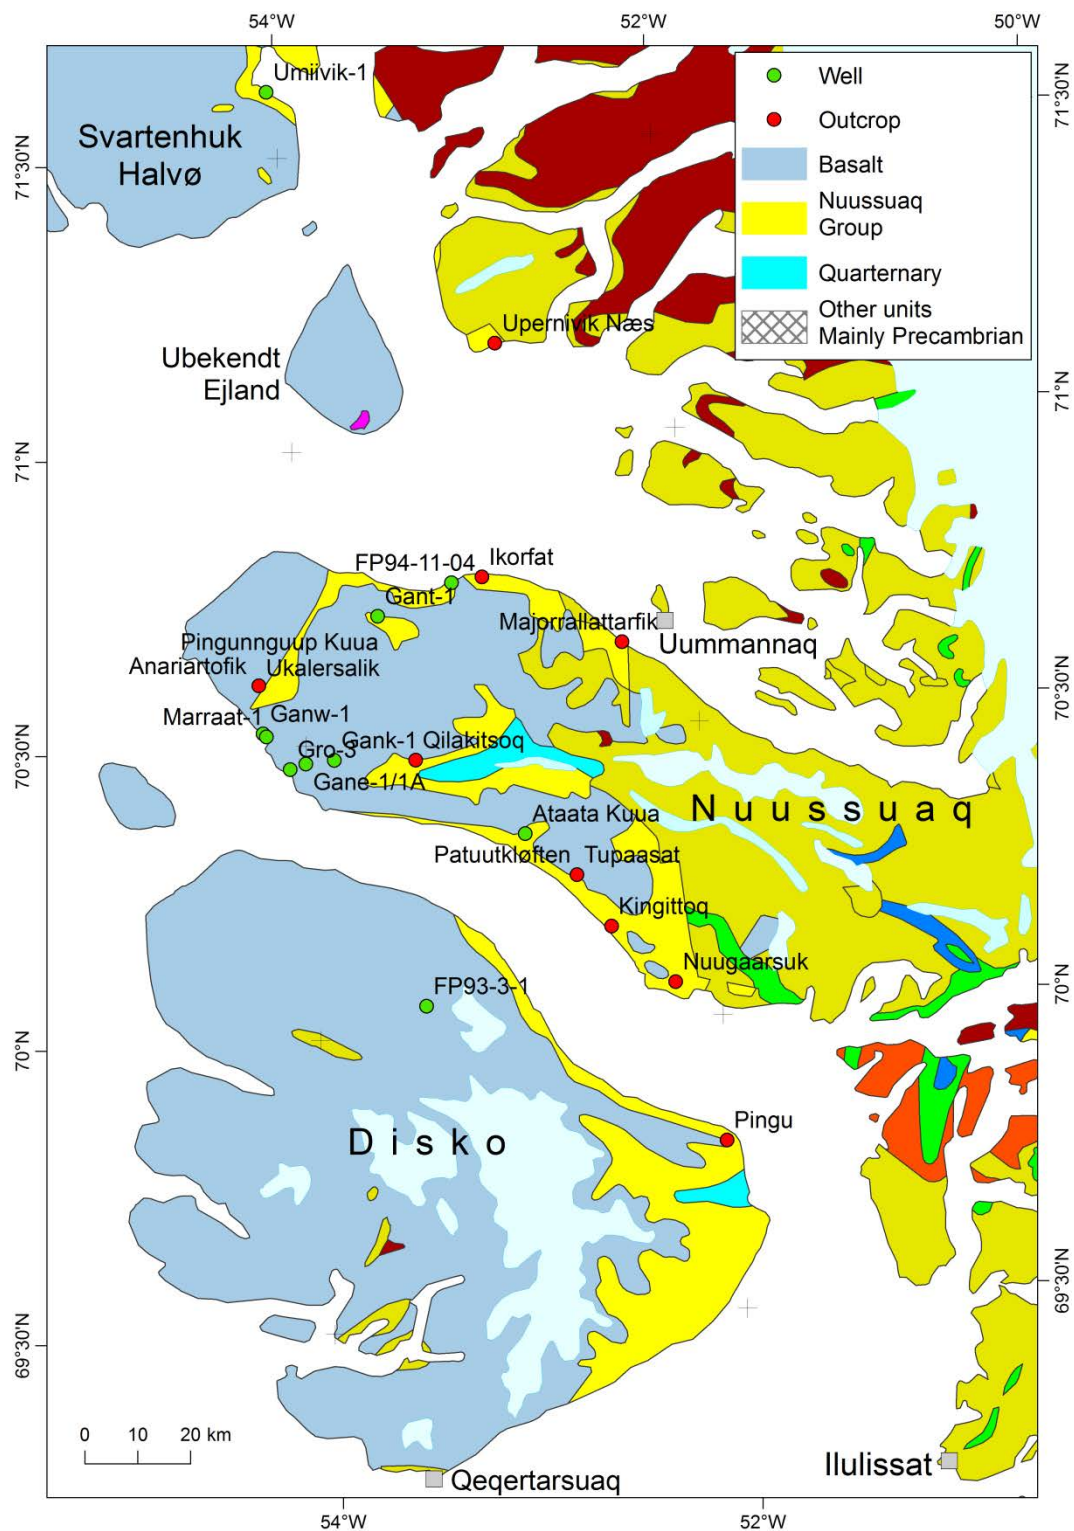 54°W
52°W
50°W
Umiivik-1
Well
71°30'N
Outcrop
Svartenhuk
Halvø
71°30'N
Basalt
Nuussuaq
Group
Quarternary
Other units
Mainly Precambrian
Upernivik Næs
Ubekendt
Ejland
71°N
71°N
FP94-11-04
Ikorfat
Gant-1
Majorrallattarfik
Pingunnguup Kuua
Uummannaq
Anariartofik
Ukalersalik
70°30'N
Marraat-1
Ganw-1
Gro-3
Gank-1
Qilakitsoq
70°30'N
Gane-1/1A
Nuussuaq
Ataata Kuua
Patuutkløften
Tupaasat
Kingittoq
Nuugaarsuk
FP93-3-1
70°N
70°N
Pingu
Disko
69°30'N
69°30'N
0 10 20 km
Ilulissat
Qeqertarsuaq
54°W
52°W